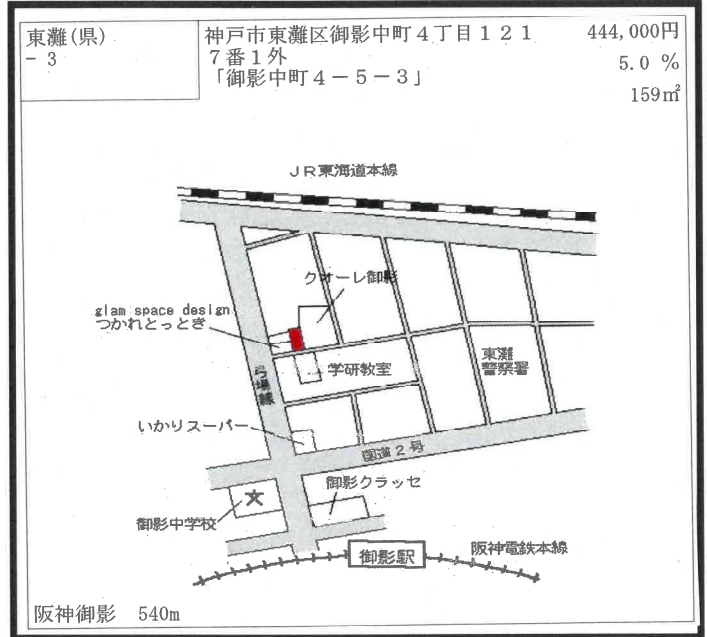 東灘(県)
- 3
神戸市東灘区御影中町4丁目121
7番1外
「御影中町4-5-3」
444,000円
5.0 %
159㎡
JR東海道本線
クオーレ御影
glam space design
つかれとっとき
弓場線
学研教室
東灘
警察署
いかりスーパー
国道2号
御影クラッセ
御影中学校
御影駅
阪神電鉄本線
阪神御影 540m